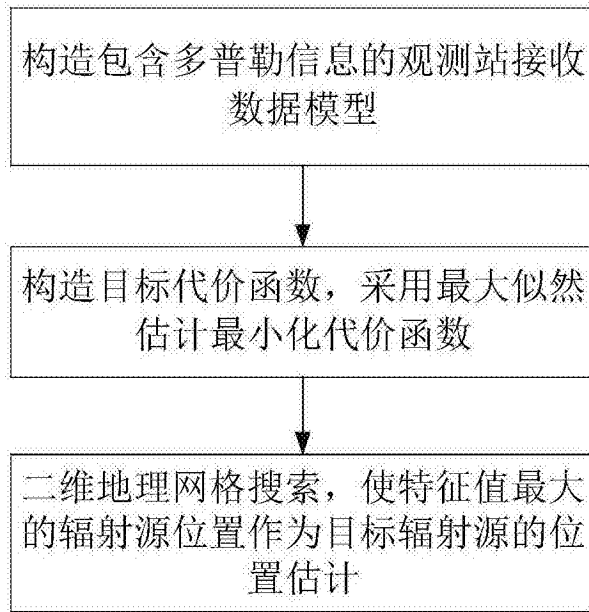 构造包含多普勒信息的观测站接收
数据模型
构造目标代价函数，采用最大似然
估计最小化代价函数
二维地理网格搜索，使特征值最大
的辐射源位置作为目标辐射源的位
置估计